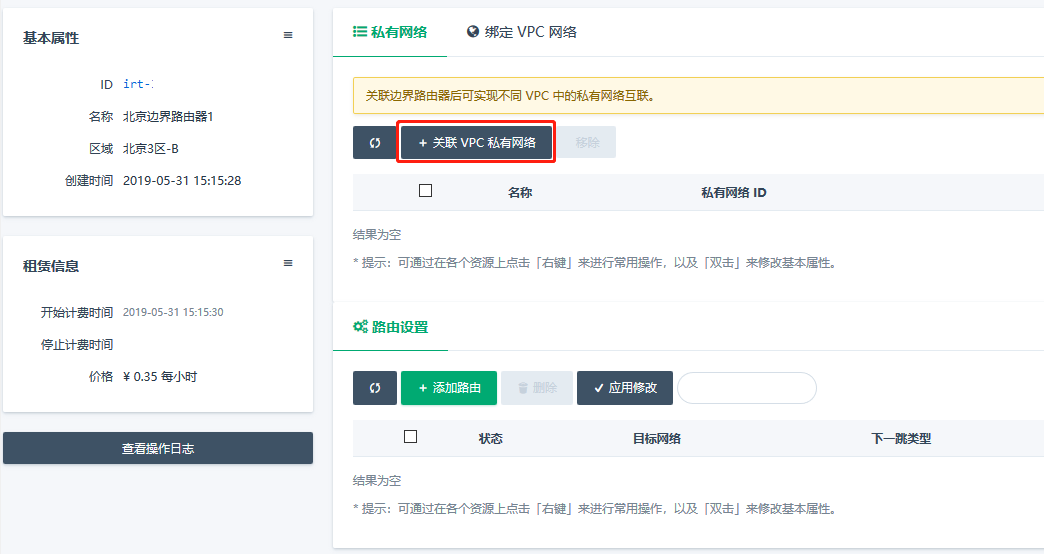 基本属性
ID irt-
名称 北京边界路由器1
区域 北京3区-B
创建时间 2019-05-31 15:15:28
租赁信息
开始计费时间 2019-05-31 15:15:30
停止计费时间
价格 ¥ 0.35 每小时
查看操作日志
私有网络 绑定 VPC 网络
关联边界路由器后可实现不同 VPC 中的私有网络互联。
+ 关联 VPC 私有网络 移除
名称 私有网络 ID
结果为空
* 提示：可通过在各个资源上点击「右键」来进行常用操作，以及「双击」来修改基本属性。
路由设置
+ 添加路由 删除 应用修改
状态 目标网络 下一跳类型
结果为空
* 提示：可通过在各个资源上点击「右键」来进行常用操作，以及「双击」来修改基本属性。